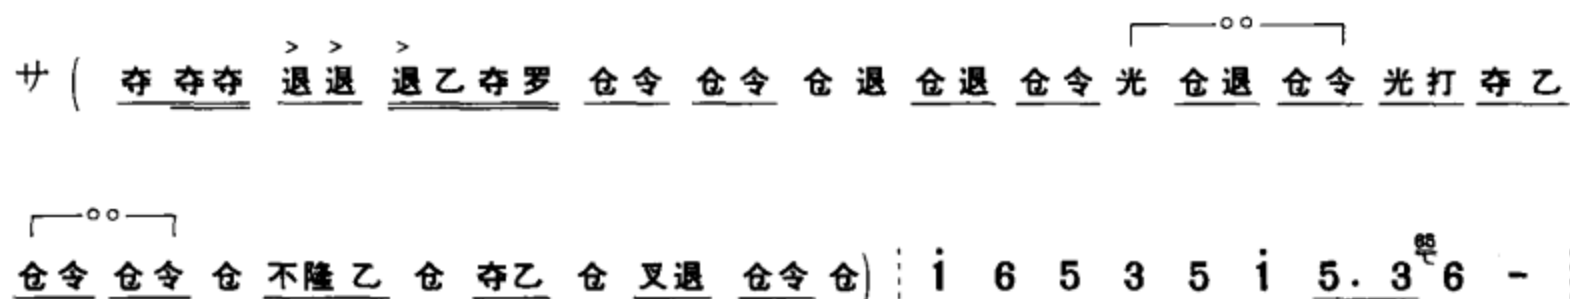 サ ( 夺 夺夺 退 退 退乙夺罗 仓令 仓令 仓 退 仓退 仓令 光 仓退 仓令 光打 夺乙
仓令 仓令 仓 不隆乙 仓 夺乙 仓 叉退 仓令 仓) i 6 5 3 5 i 5. 3 65 6 -